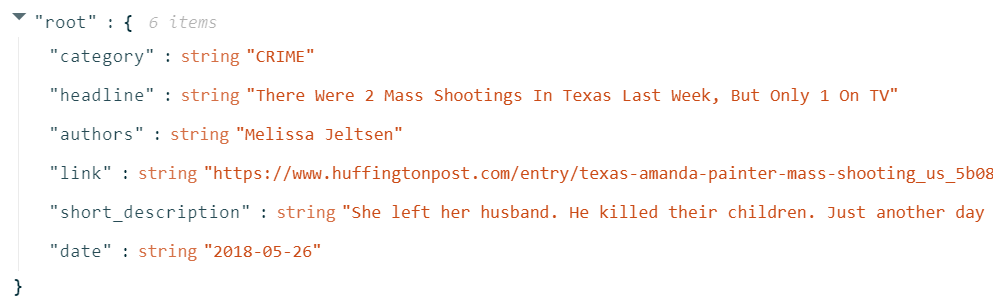 "root" : { 6 items
"category" : string "CRIME"
"headline" : string "There Were 2 Mass Shootings In Texas Last Week, But Only 1 On TV"
"authors" : string "Melissa Jeltsen"
"link" : string "https://www.huffingtonpost.com/entry/texas-amanda-painter-mass-shooting_us_5b08
"short_description" : string "She left her husband. He killed their children. Just another day
"date" : string "2018-05-26"
}